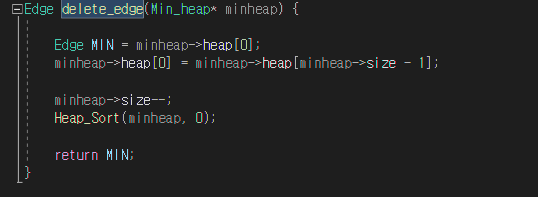 Edge delete_edge(Min_heap* minheap) {
Edge MIN = minheap->heap[0];
minheap->heap[0] = minheap->heap[minheap->size - 1];
minheap->size--;
Heap_Sort(minheap, 0);
return MIN;
}